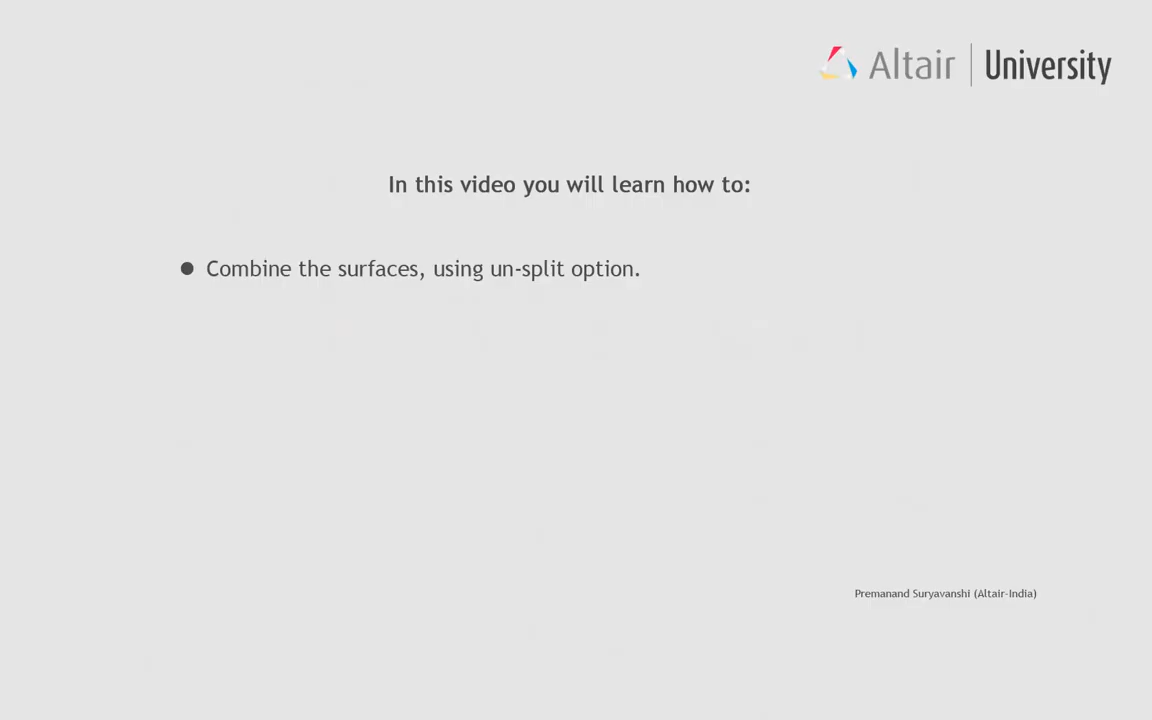 Altair | University
In this video you will learn how to:
● Combine the surfaces, using un-split option.
Premanand Suryavanshi (Altair-India)